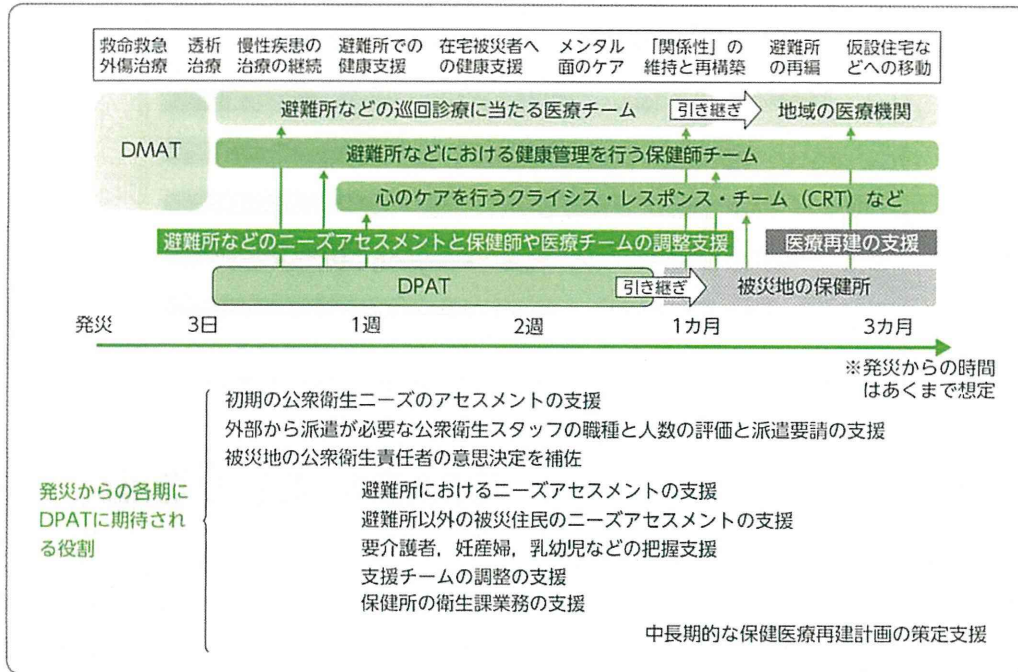 救命救急
外傷治療
透析
治療
慢性疾患の
治療の継続
避難所での
健康支援
在宅被災者へ
の健康支援
メンタル
面のケア
「関係性」の
維持と再構築
避難所
の再編
仮設住宅な
どへの移動
DMAT
避難所などの巡回診療に当たる医療チーム
引き継ぎ
地域の医療機関
避難所などにおける健康管理を行う保健師チーム
心のケアを行うクライシス・レスポンス・チーム（CRT）など
避難所などのニーズアセスメントと保健師や医療チームの調整支援
医療再建の支援
DPAT
引き継ぎ
被災地の保健所
発災
3日
1週
2週
1カ月
3カ月
※発災からの時間
はあくまで想定
発災からの各期に
DPATに期待され
る役割
初期の公衆衛生ニーズのアセスメントの支援
外部から派遣が必要な公衆衛生スタッフの職種と人数の評価と派遣要請の支援
被災地の公衆衛生責任者の意思決定を補佐
避難所におけるニーズアセスメントの支援
避難所以外の被災住民のニーズアセスメントの支援
要介護者，妊産婦，乳幼児などの把握支援
支援チームの調整の支援
保健所の衛生課業務の支援
中長期的な保健医療再建計画の策定支援